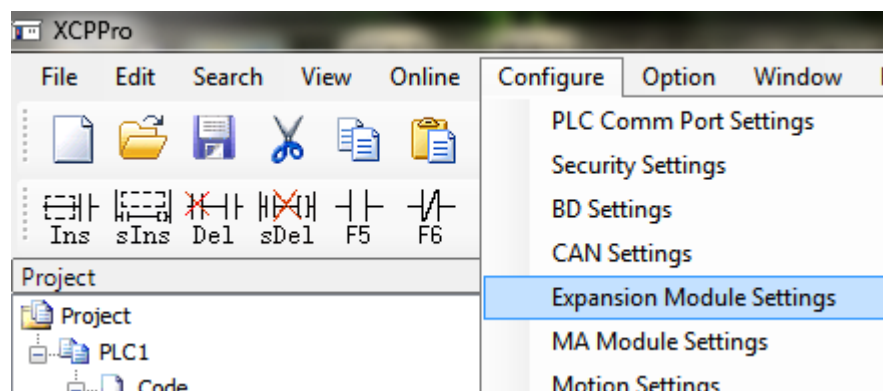 XCPPro
File Edit Search View Online Configure Option Window
PLC Comm Port Settings
Security Settings
BD Settings
CAN Settings
Expansion Module Settings
MA Module Settings
Motion Settings
Ins sIns Del sDel F5 F6
Project
Project
PLC1
Code